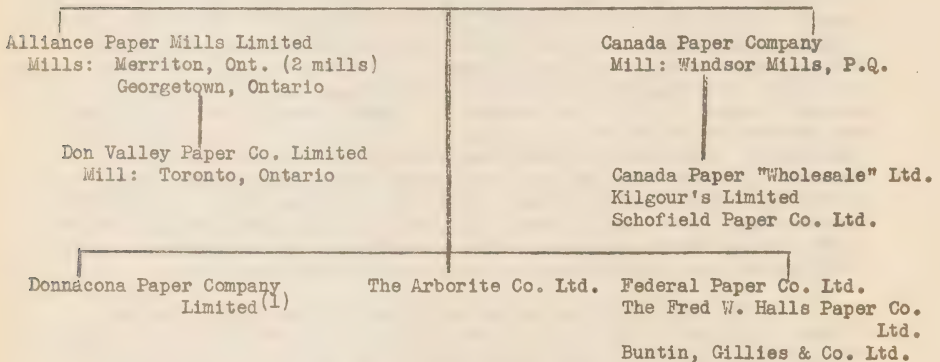 Alliance Paper Mills Limited
Mills: Merriton, Ont. (2 mills)
Georgetown, Ontario
Don Valley Paper Co. Limited
Mill: Toronto, Ontario
Canada Paper Company
Mill: Windsor Mills, P.Q.
Canada Paper "Wholesale" Ltd.
Kilgour's Limited
Schofield Paper Co. Ltd.
Donnacona Paper Company
Limited(1)
The Arborite Co. Ltd.
Federal Paper Co. Ltd.
The Fred W. Halls Paper Co.
Ltd.
Buntin, Gillies & Co. Ltd.